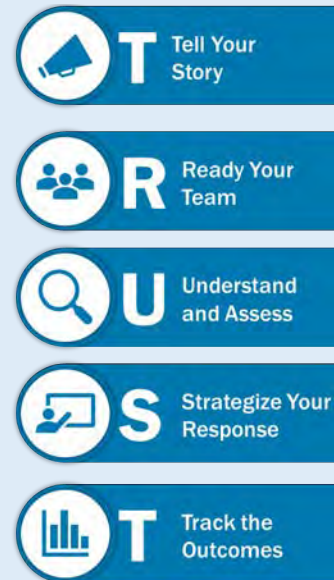 T Tell Your
Story
R Ready Your
Team
U Understand
and Assess
S Strategize Your
Response
T Track the
Outcomes